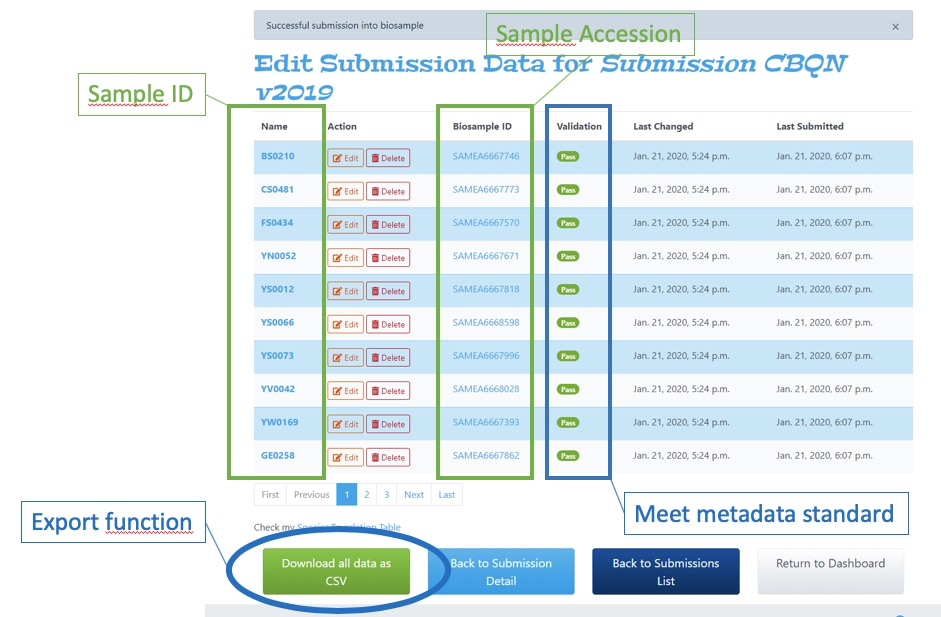 Successful submission into biosample ×
Sample Accession
Edit Submission Data for Submission CBQN
v2019
Sample ID
Name Action Biosample ID Validation Last Changed Last Submitted
BS0210 Edit Delete SAMEA6667746 Pass Jan. 21, 2020, 5:24 p.m. Jan. 21, 2020, 6:07 p.m.
CS0481 Edit Delete SAMEA6667773 Pass Jan. 21, 2020, 5:24 p.m. Jan. 21, 2020, 6:07 p.m.
FS0434 Edit Delete SAMEA6667570 Pass Jan. 21, 2020, 5:24 p.m. Jan. 21, 2020, 6:07 p.m.
YN0052 Edit Delete SAMEA6667671 Pass Jan. 21, 2020, 5:24 p.m. Jan. 21, 2020, 6:07 p.m.
YS0012 Edit Delete SAMEA6667818 Pass Jan. 21, 2020, 5:24 p.m. Jan. 21, 2020, 6:07 p.m.
YS0066 Edit Delete SAMEA6668598 Pass Jan. 21, 2020, 5:24 p.m. Jan. 21, 2020, 6:07 p.m.
YS0073 Edit Delete SAMEA6667996 Pass Jan. 21, 2020, 5:24 p.m. Jan. 21, 2020, 6:07 p.m.
YV0042 Edit Delete SAMEA6668028 Pass Jan. 21, 2020, 5:24 p.m. Jan. 21, 2020, 6:07 p.m.
YW0169 Edit Delete SAMEA6667393 Pass Jan. 21, 2020, 5:24 p.m. Jan. 21, 2020, 6:07 p.m.
GE0258 Edit Delete SAMEA6667862 Pass Jan. 21, 2020, 5:24 p.m. Jan. 21, 2020, 6:07 p.m.
First Previous 1 2 3 Next Last
Export function
Meet metadata standard
Check my Species Translation Table
Download all data as
CSV
Back to Submission
Detail
Back to Submissions
List
Return to Dashboard